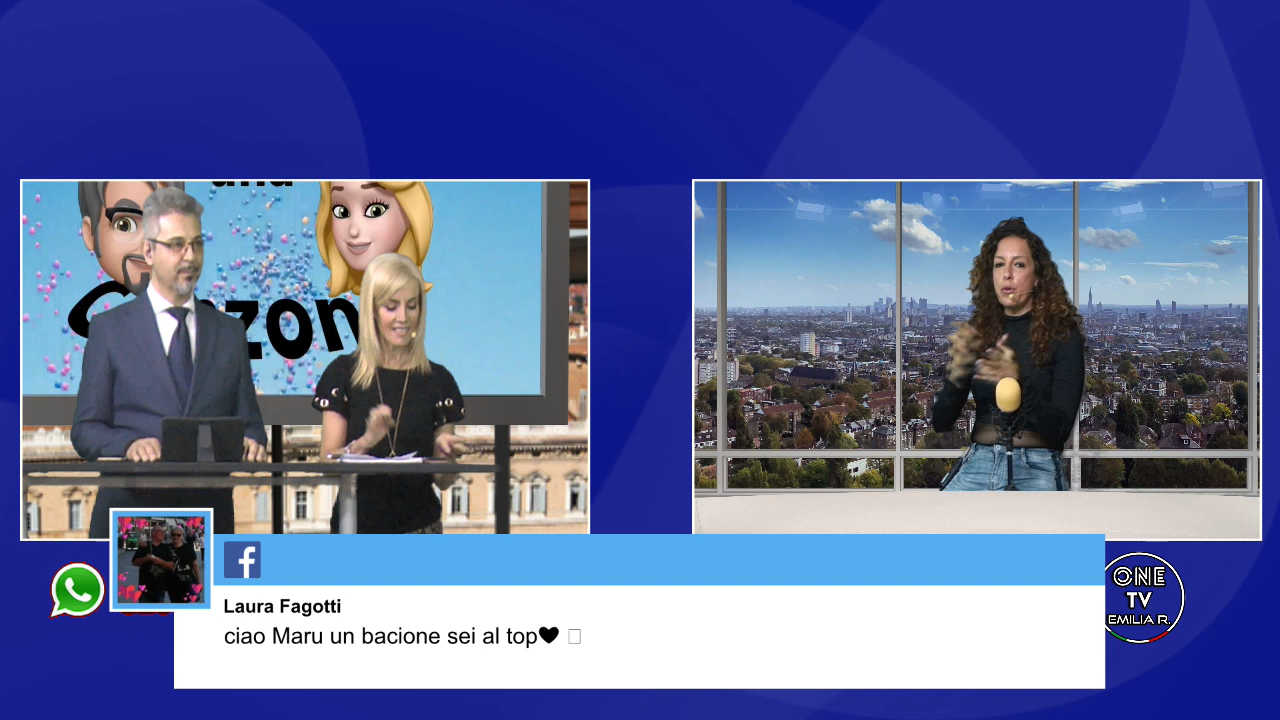 Laura Fagotti
ciao Maru un bacione sei al top🖤
ONE
TV
EMILIA R.